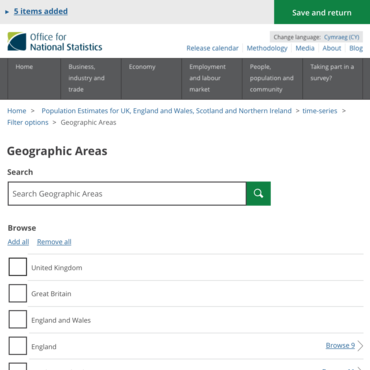 ▸ 5 items added
Save and return
Office for
National Statistics
Change language: Cymraeg (CY)
Release calendar | Methodology | Media | About | Blog
Home
Business,
industry and
trade
Economy
Employment
and labour
market
People,
population and
community
Taking part in a
survey?
Home > Population Estimates for UK, England and Wales, Scotland and Northern Ireland > time-series >
Filter options > Geographic Areas
Geographic Areas
Search
Search Geographic Areas
Browse
Add all Remove all
United Kingdom
Great Britain
England and Wales
England
Browse 9